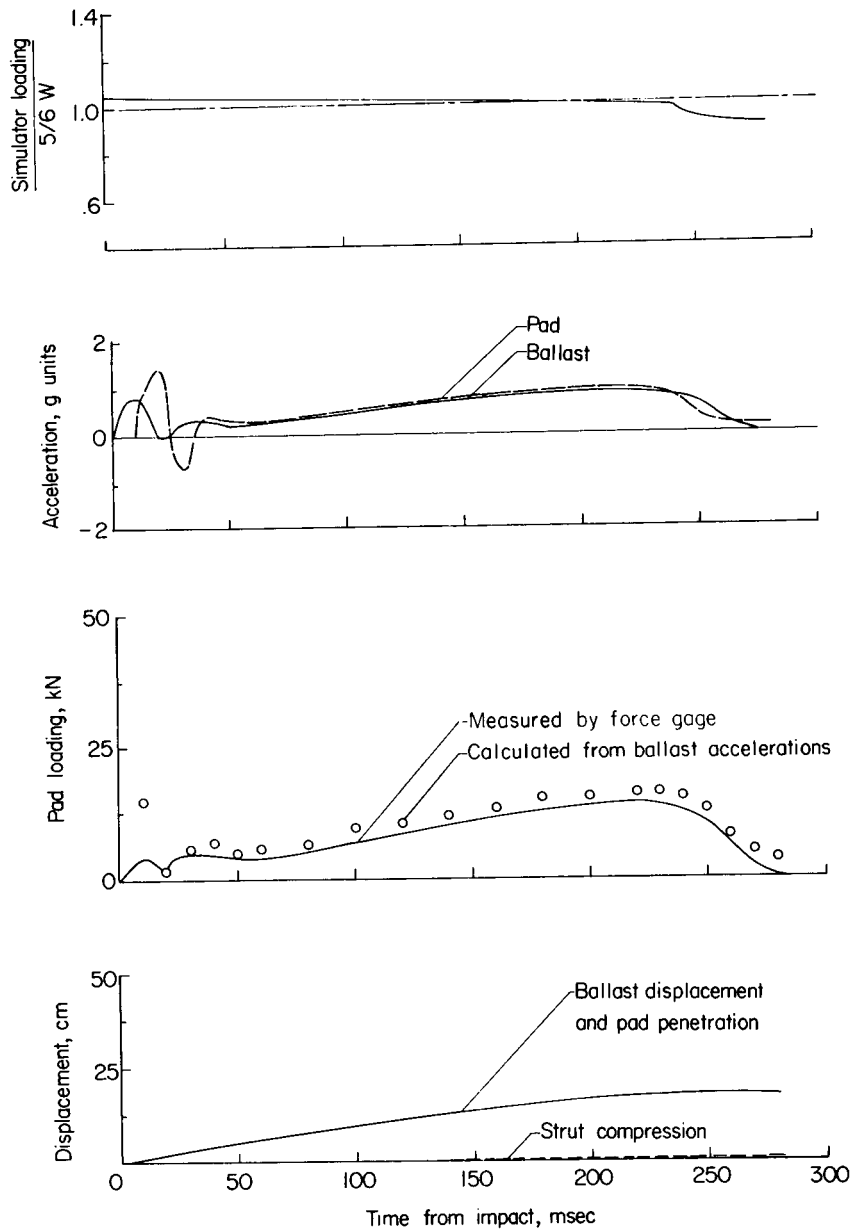 1.4
1.0
.6
Simulator loading
5/6 W
2
0
-2
Acceleration, g units
Pad
Ballast
50
25
0
Pad loading, kN
Measured by force gage
Calculated from ballast accelerations
50
25
0
Displacement, cm
Ballast displacement
and pad penetration
Strut compression
0 50 100 150 200 250 300
Time from impact, msec